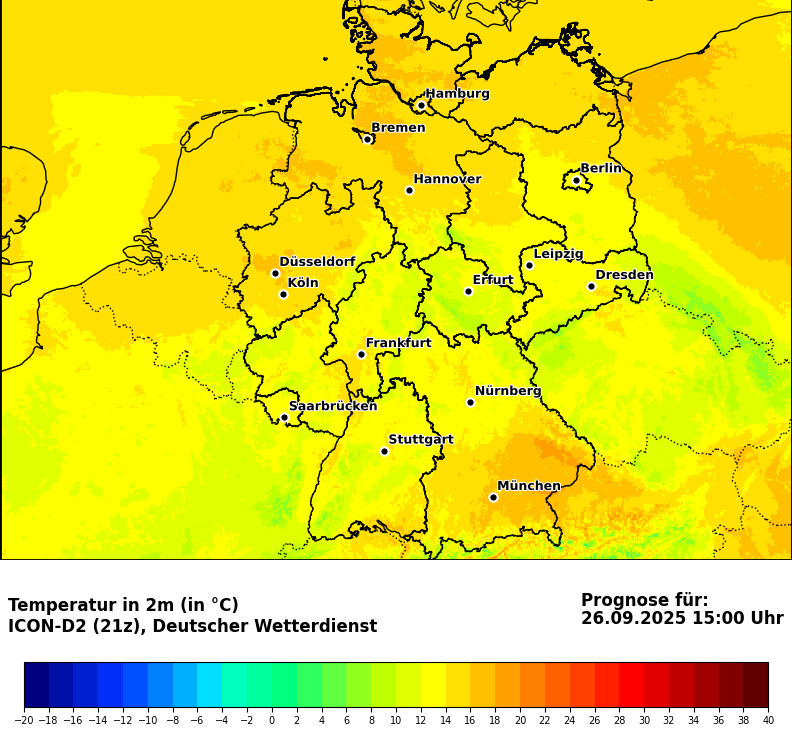 Hamburg
Bremen
Berlin
Hannover
Leipzig
Düsseldorf
Dresden
Köln
Erfurt
Frankfurt
Nürnberg
Saarbrücken
Stuttgart
München
Temperatur in 2m (in °C)
ICON-D2 (21z), Deutscher Wetterdienst
Prognose für:
26.09.2025 15:00 Uhr
−20 −18 −16 −14 −12 −10 −8 −6 −4 −2 0 2 4 6 8 10 12 14 16 18 20 22 24 26 28 30 32 34 36 38 40